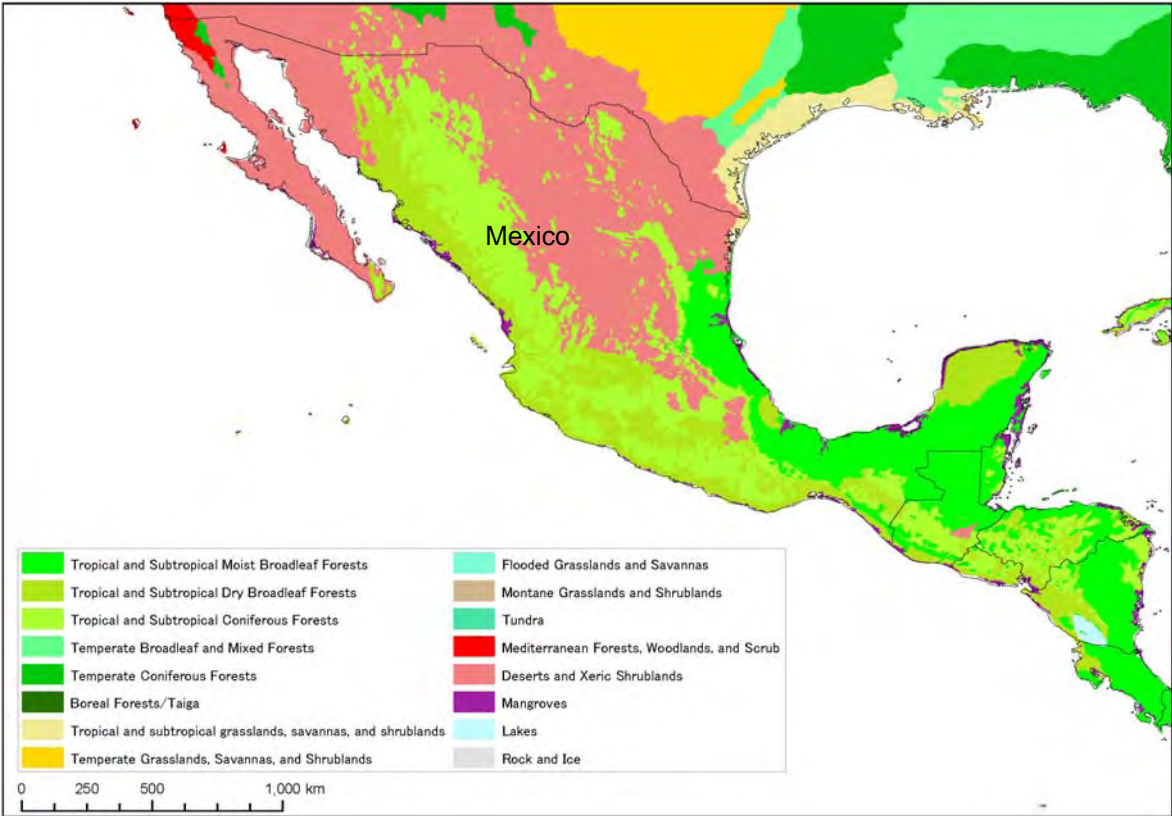 Mexico
Tropical and Subtropical Moist Broadleaf Forests
Tropical and Subtropical Dry Broadleaf Forests
Tropical and Subtropical Coniferous Forests
Temperate Broadleaf and Mixed Forests
Temperate Coniferous Forests
Boreal Forests/Taiga
Tropical and subtropical grasslands, savannas, and shrublands
Temperate Grasslands, Savannas, and Shrublands
Flooded Grasslands and Savannas
Montane Grasslands and Shrublands
Tundra
Mediterranean Forests, Woodlands, and Scrub
Deserts and Xeric Shrublands
Mangroves
Lakes
Rock and Ice
0 250 500 1,000 km